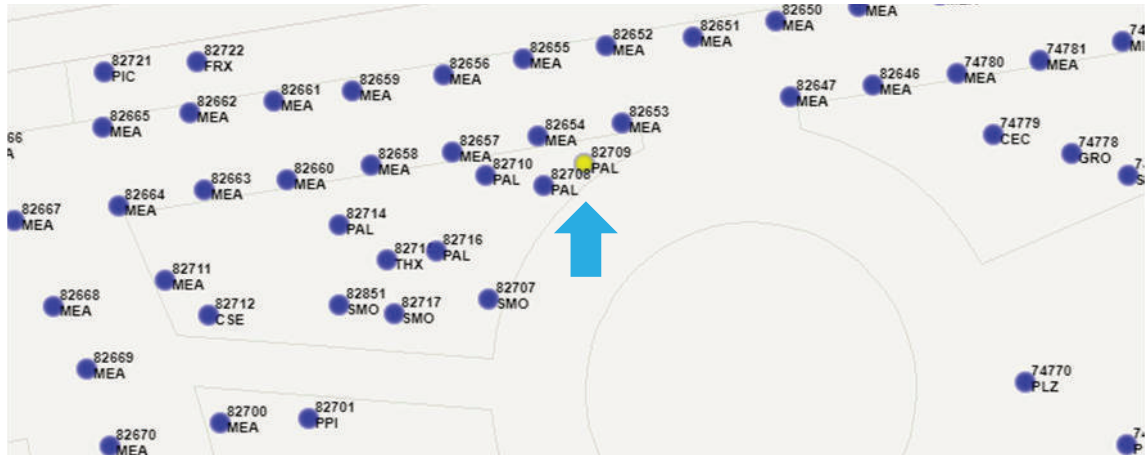 82650
MEA
MEA
82651
MEA
82652
MEA
82655
MEA
82656
MEA
82659
MEA
82661
MEA
82662
MEA
82665
MEA
82721
PIC
82722
FRX
74781
MEA
74780
MEA
82646
MEA
82647
MEA
74779
CEC
74778
GRO
82653
MEA
82654
MEA
82657
MEA
82658
MEA
82660
MEA
82663
MEA
82664
MEA
82667
MEA
82709
PAL
82710
PAL
82708
PAL
82714
PAL
82716
PAL
THX
82711
MEA
82712
CSE
82668
MEA
82851
SMO
82717
SMO
82707
SMO
82669
MEA
82700
MEA
82701
PPI
82670
MEA
74770
PLZ